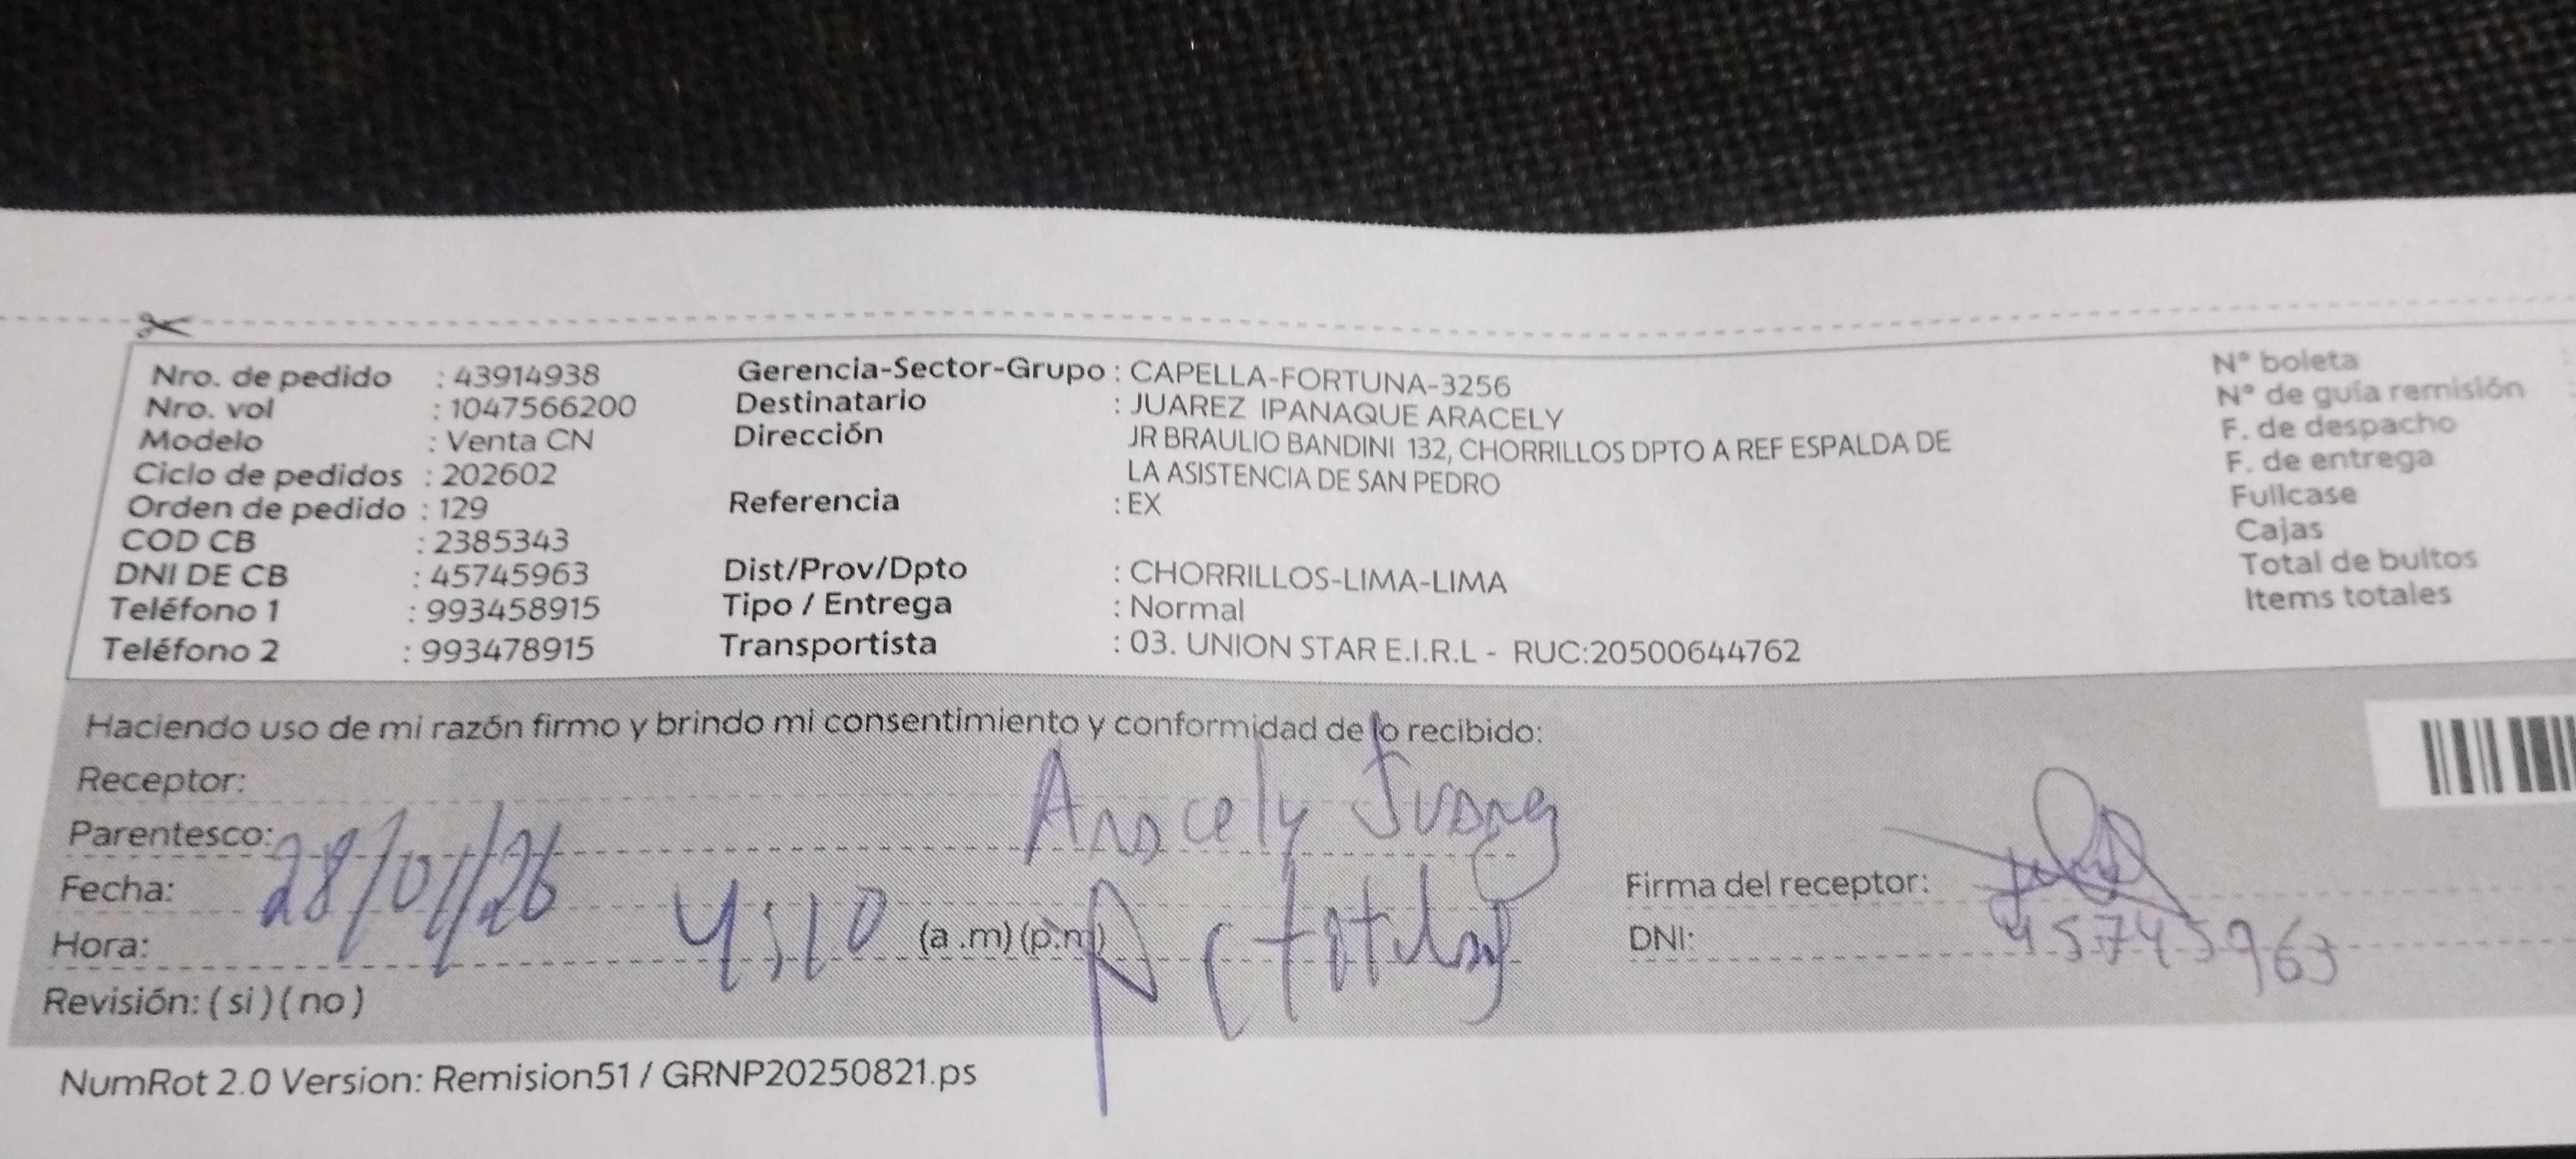 Nro. de pedido : 43914938
Nro. vol : 1047566200
Modelo : Venta CN
Ciclo de pedidos : 202602
Orden de pedido : 129
COD CB : 2385343
DNI DE CB : 45745963
Teléfono 1 : 993458915
Teléfono 2 : 993478915
Gerencia-Sector-Grupo : CAPELLA-FORTUNA-3256
Destinatario : JUAREZ IPANAQUE ARACELY
Dirección JR BRAULIO BANDINI 132, CHORRILLOS DPTO A REF ESPALDA DE
LA ASISTENCIA DE SAN PEDRO
Referencia : EX
Dist/Prov/Dpto : CHORRILLOS-LIMA-LIMA
Tipo / Entrega : Normal
Transportista : 03. UNION STAR E.I.R.L - RUC:20500644762
N° boleta
N° de guía remisión
F. de despacho
F. de entrega
Fullcase
Cajas
Total de bultos
Items totales
Haciendo uso de mi razón firmo y brindo mi consentimiento y conformidad de lo recibido:
Receptor: Aracely Juarez
Parentesco:
Fecha: 28/01/26
Hora: 4:10 (a .m) (p.m)
Revisión: ( si ) ( no )
Firma del receptor:
DNI: 45745963
NumRot 2.0 Version: Remision51 / GRNP20250821.ps